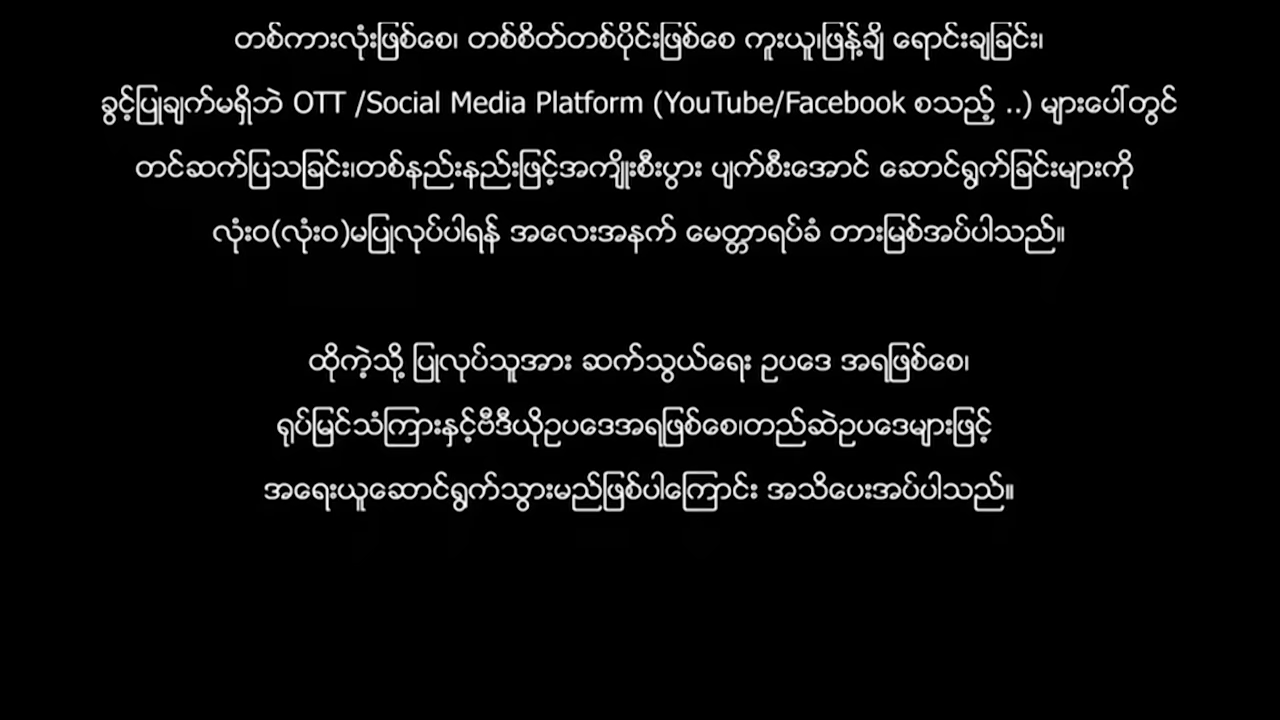 တစ်ကားလုံးဖြစ်စေ၊ တစ်စိတ်တစ်ပိုင်းဖြစ်စေ ကူးယူ၊ဖြန့်ချိ ရောင်းချခြင်း၊
ခွင့်ပြုချက်မရှိဘဲ OTT /Social Media Platform (YouTube/Facebook စသည့် ..) များပေါ်တွင်
တင်ဆက်ပြသခြင်း၊တစ်နည်းနည်းဖြင့်အကျိုးစီးပွား ပျက်စီးအောင် ဆောင်ရွက်ခြင်းများကို
လုံးဝ(လုံးဝ)မပြုလုပ်ပါရန် အလေးအနက် မေတ္တာရပ်ခံ တားမြစ်အပ်ပါသည်။
ထိုကဲ့သို့ ပြုလုပ်သူအား ဆက်သွယ်ရေး ဥပဒေ အရဖြစ်စေ၊
ရုပ်မြင်သံကြားနှင့်ဗီဒီယိုဥပဒေအရဖြစ်စေ၊တည်ဆဲဥပဒေများဖြင့်
အရေးယူဆောင်ရွက်သွားမည်ဖြစ်ပါကြောင်း အသိပေးအပ်ပါသည်။